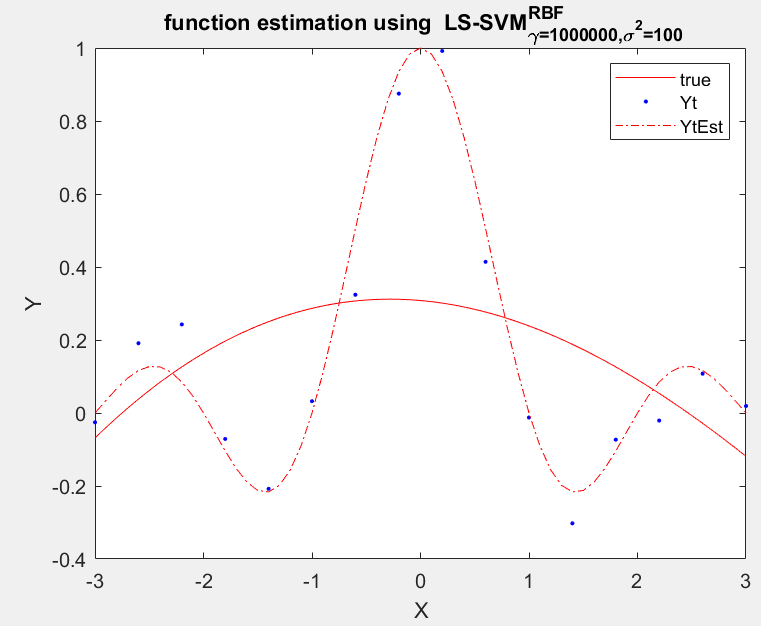 function estimation using LS-SVM^RBF_γ=1000000,σ²=100
true
Yt
YtEst
1
0.8
0.6
0.4
0.2
0
-0.2
-0.4
Y
-3 -2 -1 0 1 2 3
X